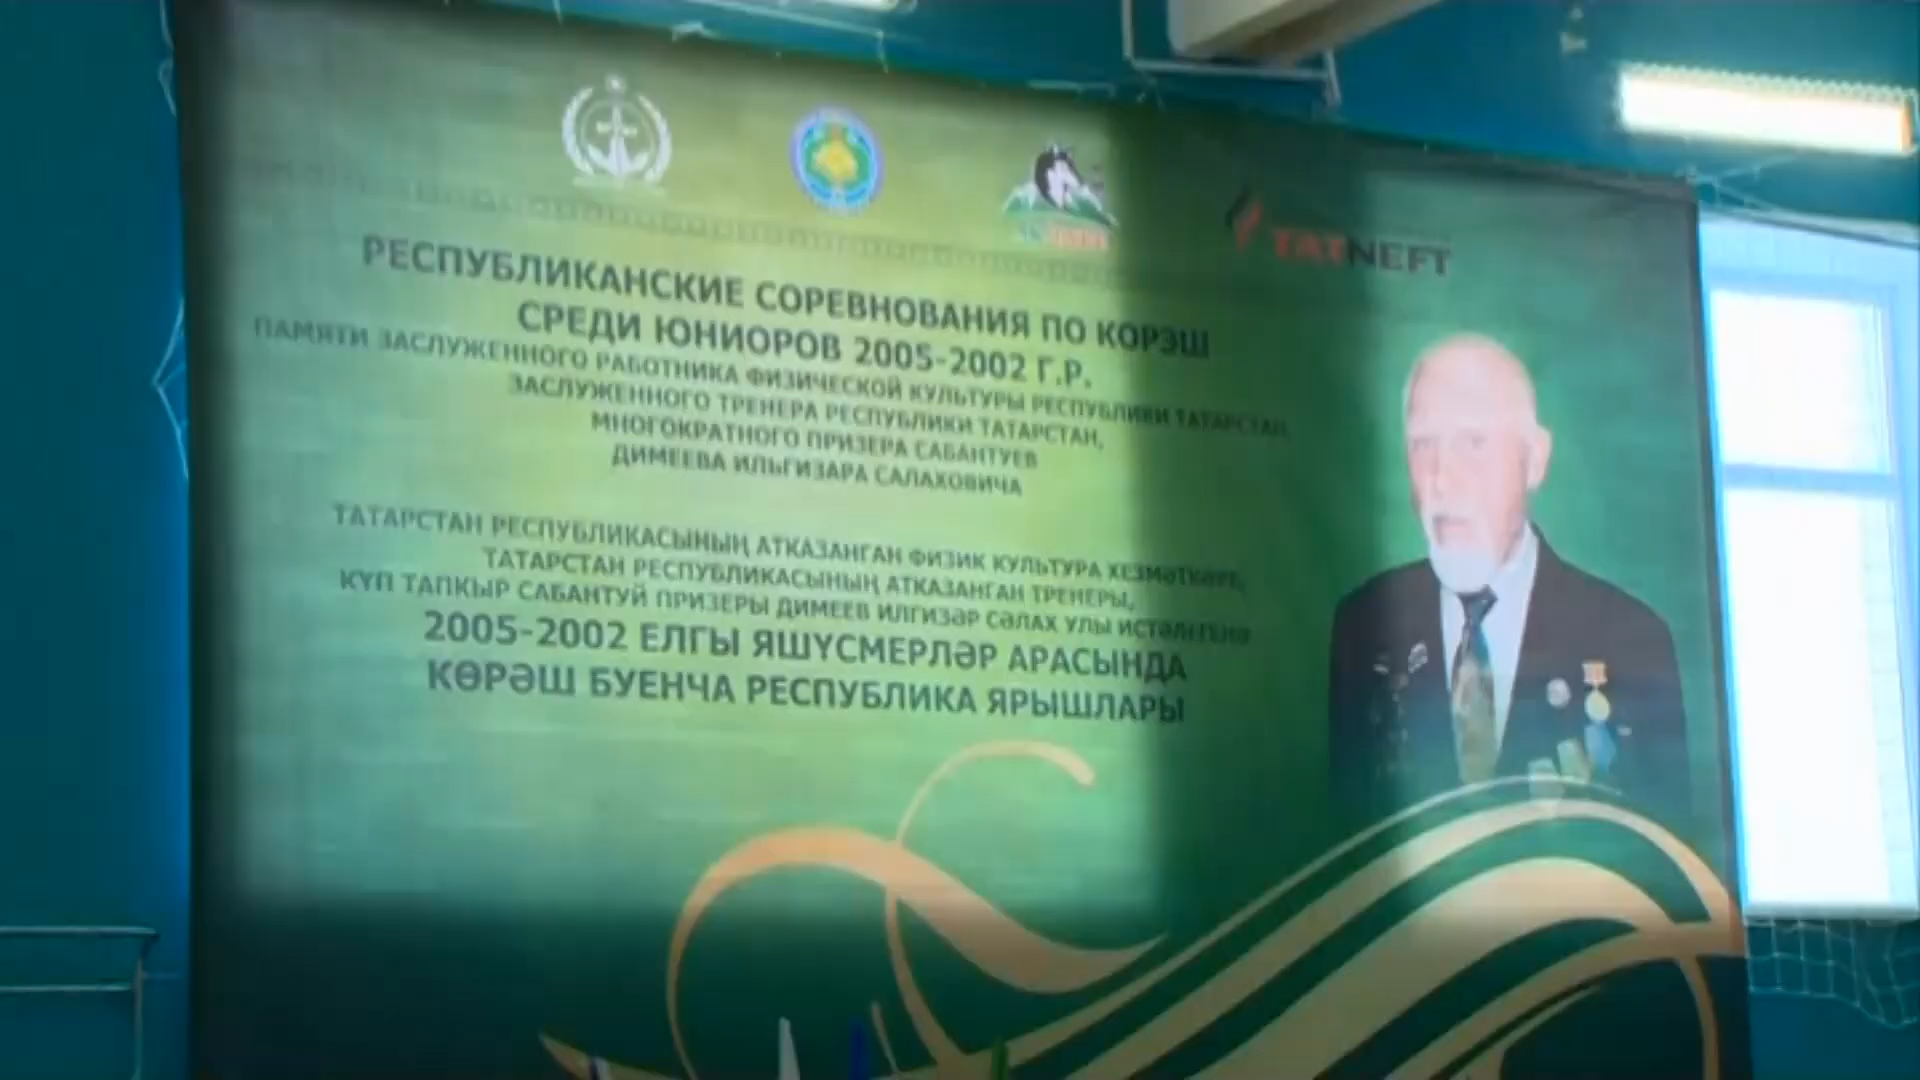 TATNEFT
РЕСПУБЛИКАНСКИЕ СОРЕВНОВАНИЯ ПО КОРЭШ
СРЕДИ ЮНИОРОВ 2005-2002 Г.Р.
ПАМЯТИ ЗАСЛУЖЕННОГО РАБОТНИКА ФИЗИЧЕСКОЙ КУЛЬТУРЫ РЕСПУБЛИКИ ТАТАРСТАН,
ЗАСЛУЖЕННОГО ТРЕНЕРА РЕСПУБЛИКИ ТАТАРСТАН,
МНОГОКРАТНОГО ПРИЗЕРА САБАНТУЕВ
ДИМЕЕВА ИЛЬГИЗАРА САЛАХОВИЧА
ТАТАРСТАН РЕСПУБЛИКАСЫНЫҢ АТКАЗАНГАН ФИЗИК КУЛЬТУРА ХЕЗМӘТКӘРЕ,
ТАТАРСТАН РЕСПУБЛИКАСЫНЫҢ АТКАЗАНГАН ТРЕНЕРЫ,
КҮП ТАПКЫР САБАНТУЙ ПРИЗЕРЫ ДИМЕЕВ ИЛГИЗӘР СӘЛАХ УЛЫ ИСТӘЛЕГЕНӘ
2005-2002 ЕЛГЫ ЯШҮСМЕРЛӘР АРАСЫНДА
КӨРӘШ БУЕНЧА РЕСПУБЛИКА ЯРЫШЛАРЫ